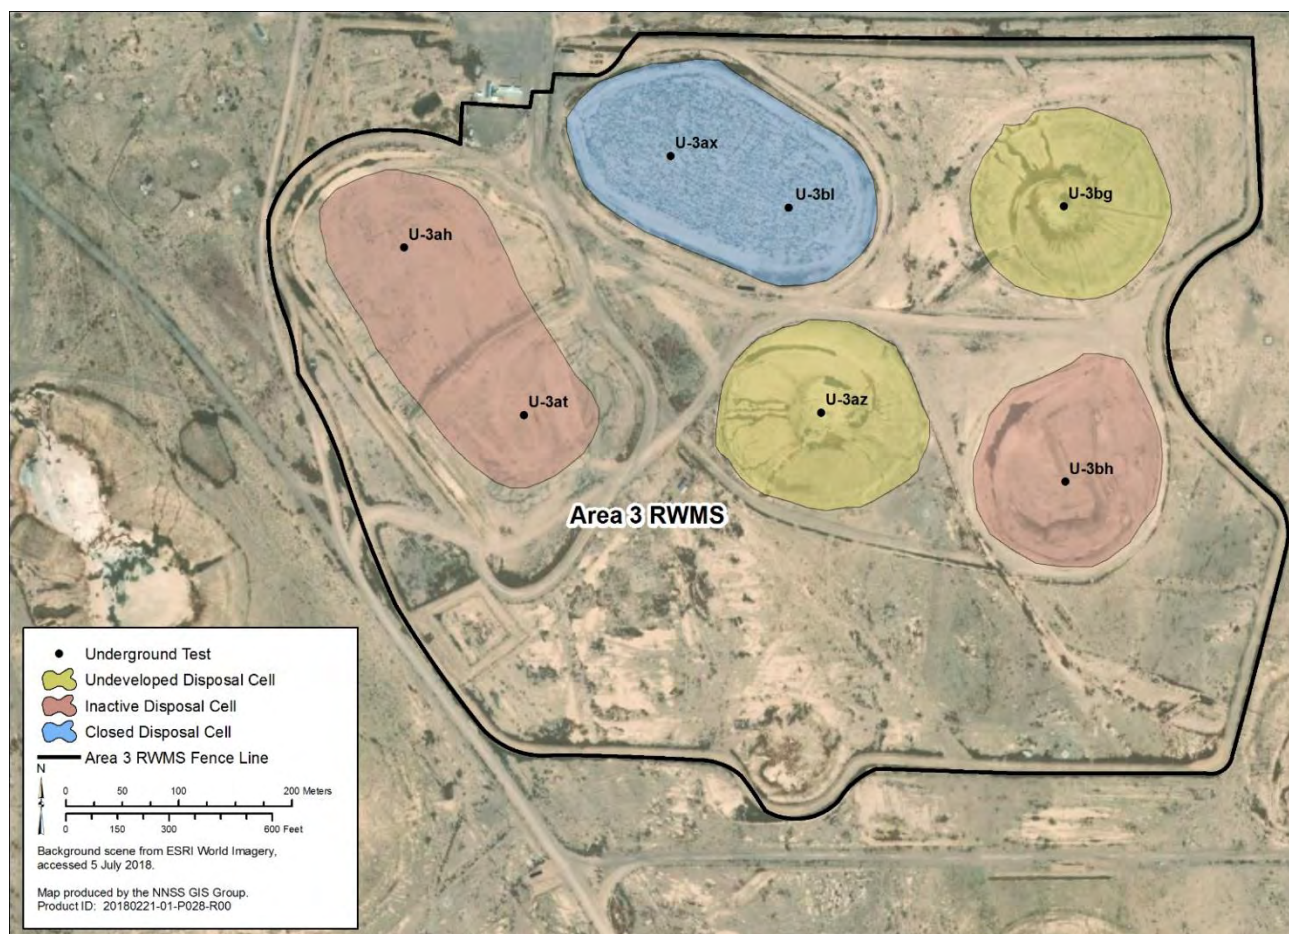 U-3ax
U-3bl
U-3bg
U-3ah
U-3at
U-3az
U-3bh
Area 3 RWMS
Underground Test
Undeveloped Disposal Cell
Inactive Disposal Cell
Closed Disposal Cell
Area 3 RWMS Fence Line
N
0 50 100 200 Meters
0 150 300 600 Feet
Background scene from ESRI World Imagery,
accessed 5 July 2018.
Map produced by the NNSS GIS Group.
Product ID: 20180221-01-P028-R00